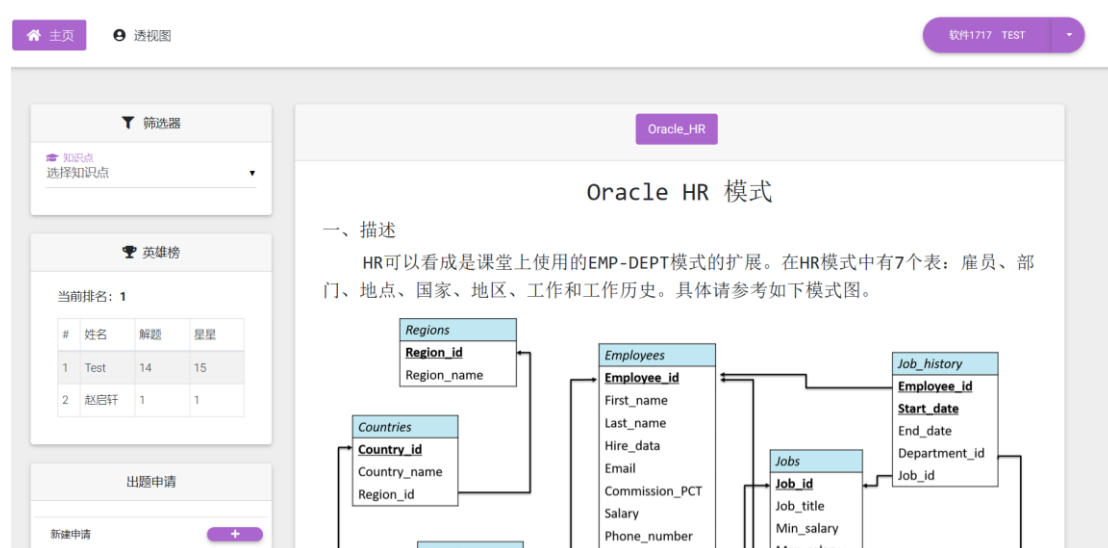 主页
透视图
软件1717 TEST
筛选器
知识点
选择知识点
英雄榜
当前排名：1
# 姓名 解题 星星
1 Test 14 15
2 赵启轩 1 1
出题申请
新建申请
Oracle_HR
Oracle HR 模式
一、描述
HR可以看成是课堂上使用的EMP-DEPT模式的扩展。在HR模式中有7个表：雇员、部
门、地点、国家、地区、工作和工作历史。具体请参考如下模式图。
Regions
Region_id
Region_name
Countries
Country_id
Country_name
Region_id
Employees
Employee_id
First_name
Last_name
Hire_data
Email
Commission_PCT
Salary
Phone_number
Jobs
Job_id
Job_title
Min_salary
Job_history
Employee_id
Start_date
End_date
Department_id
Job_id